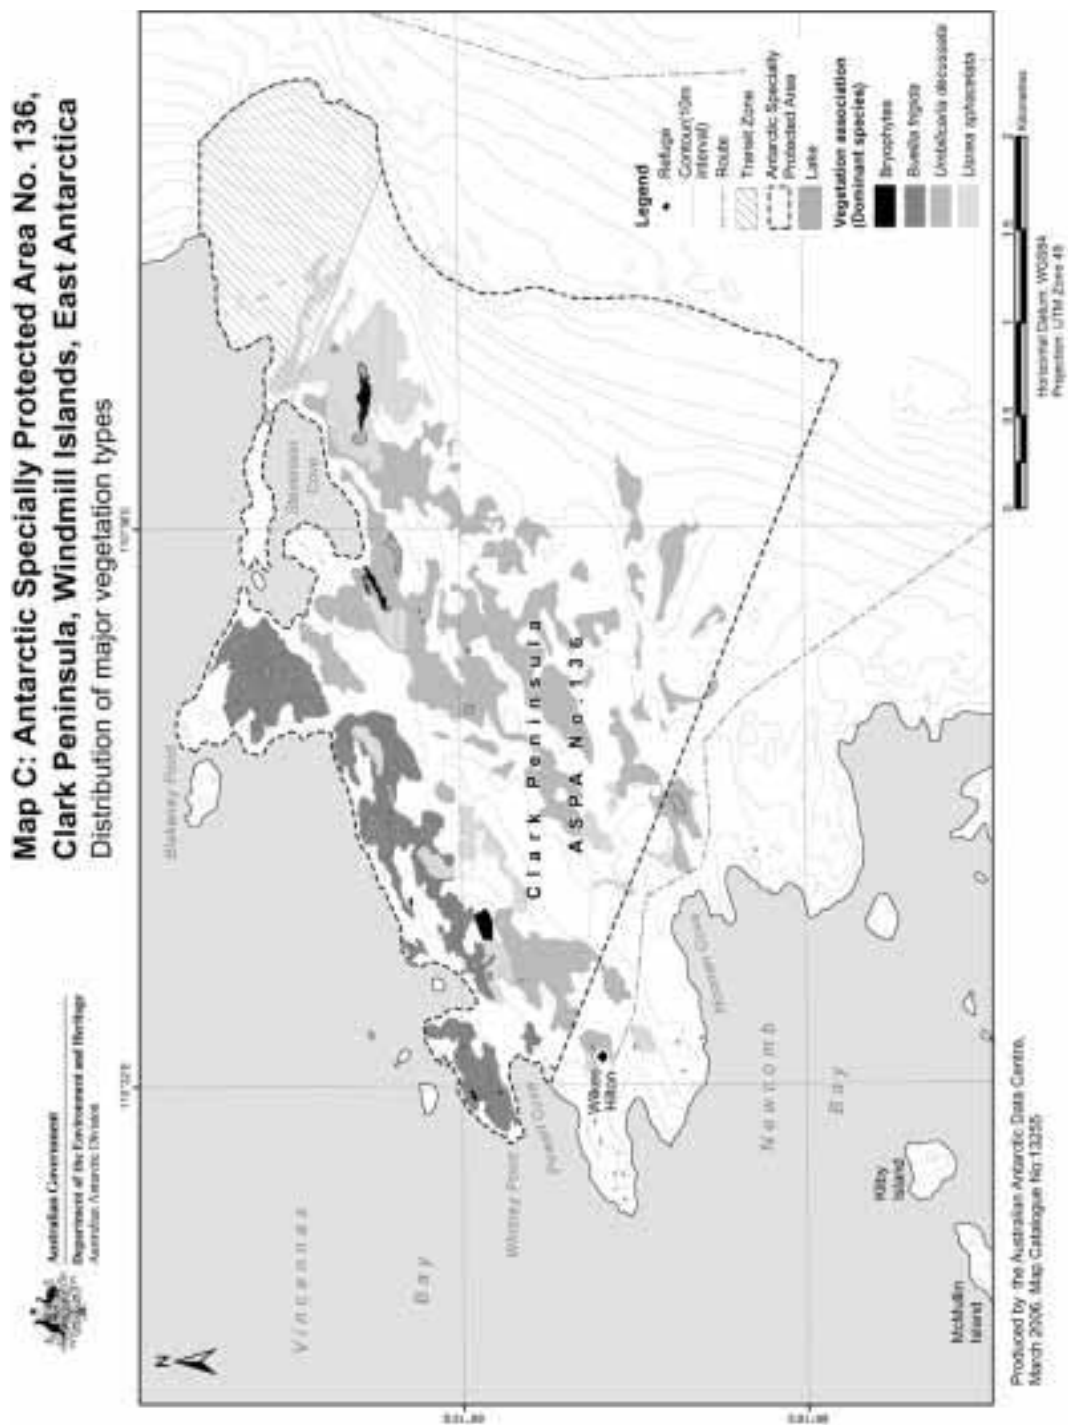 Map C: Antarctic Specially Protected Area No. 136,
Clark Peninsula, Windmill Islands, East Antarctica
Distribution of major vegetation types
Australian Government
Department of the Environment and Heritage
Australian Antarctic Division
N
Vincennes
Bay
Blakeney Point
Stevenson
Cove
Whitney Point
Powell Cove
Clark Peninsula
ASPA No. 136
Wilkes
Hilton
Newcomb
Bay
Kilby
Island
McMullin
Island
Legend
Refuge
Contour(10m
interval)
Route
Transit Zone
Antarctic Specially
Protected Area
Lake
Vegetation association
(Dominant species)
Bryophytes
Buellia frigida
Umbilicaria decussata
Usnea sphacelata
Kilometres
Horizontal Datum: WGS84
Projection: UTM Zone 49
Produced by the Australian Antarctic Data Centre,
March 2006. Map Catalogue No:13255